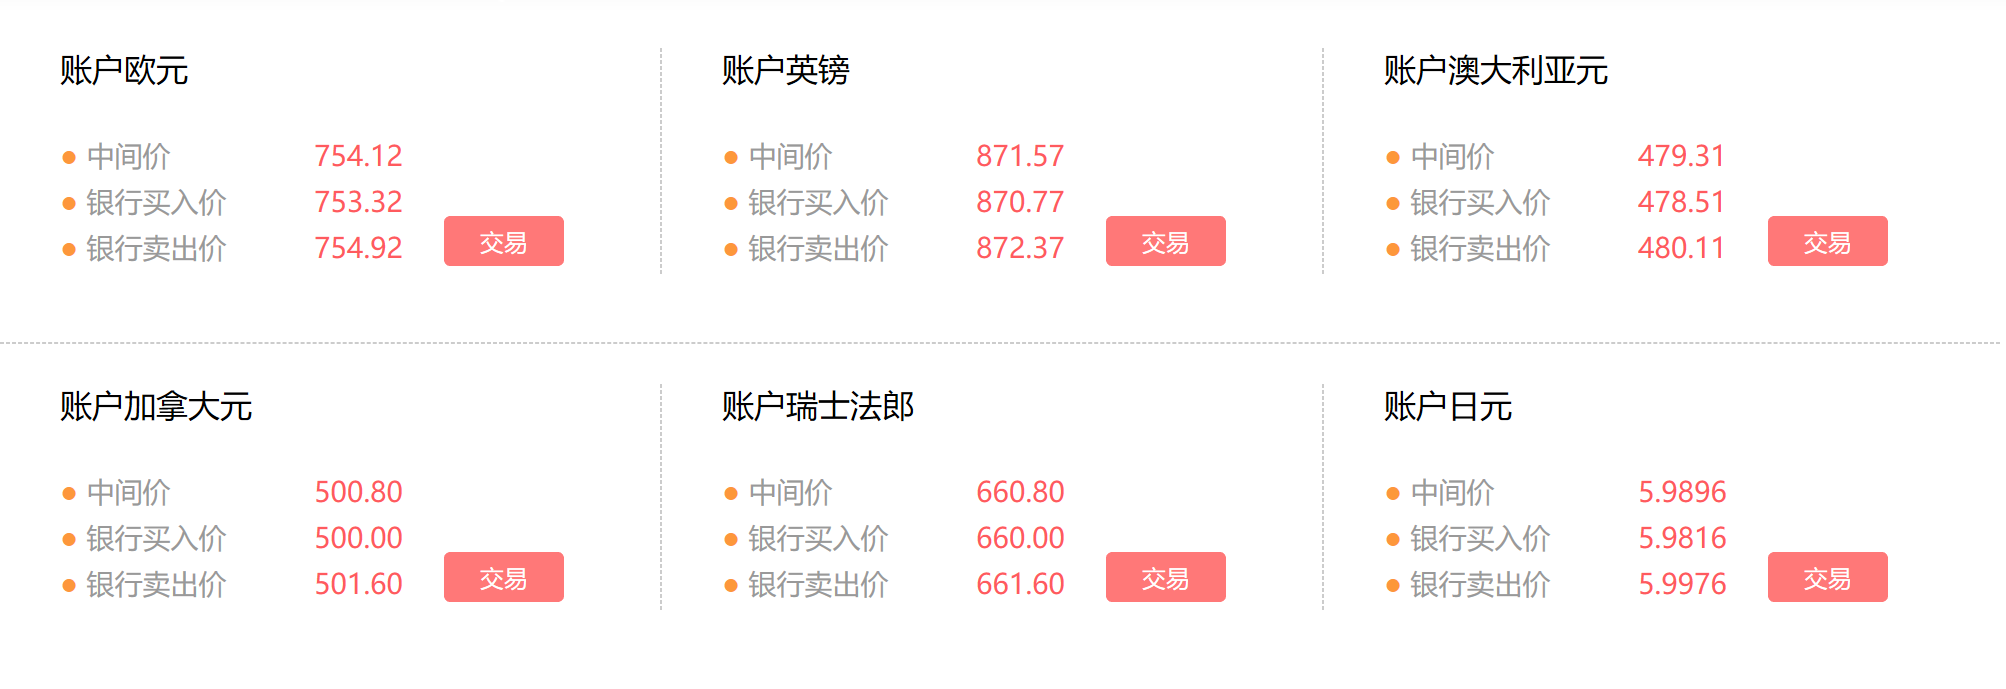 账户欧元
中间价 754.12
银行买入价 753.32
银行卖出价 754.92
交易
账户英镑
中间价 871.57
银行买入价 870.77
银行卖出价 872.37
交易
账户澳大利亚元
中间价 479.31
银行买入价 478.51
银行卖出价 480.11
交易
账户加拿大元
中间价 500.80
银行买入价 500.00
银行卖出价 501.60
交易
账户瑞士法郎
中间价 660.80
银行买入价 660.00
银行卖出价 661.60
交易
账户日元
中间价 5.9896
银行买入价 5.9816
银行卖出价 5.9976
交易